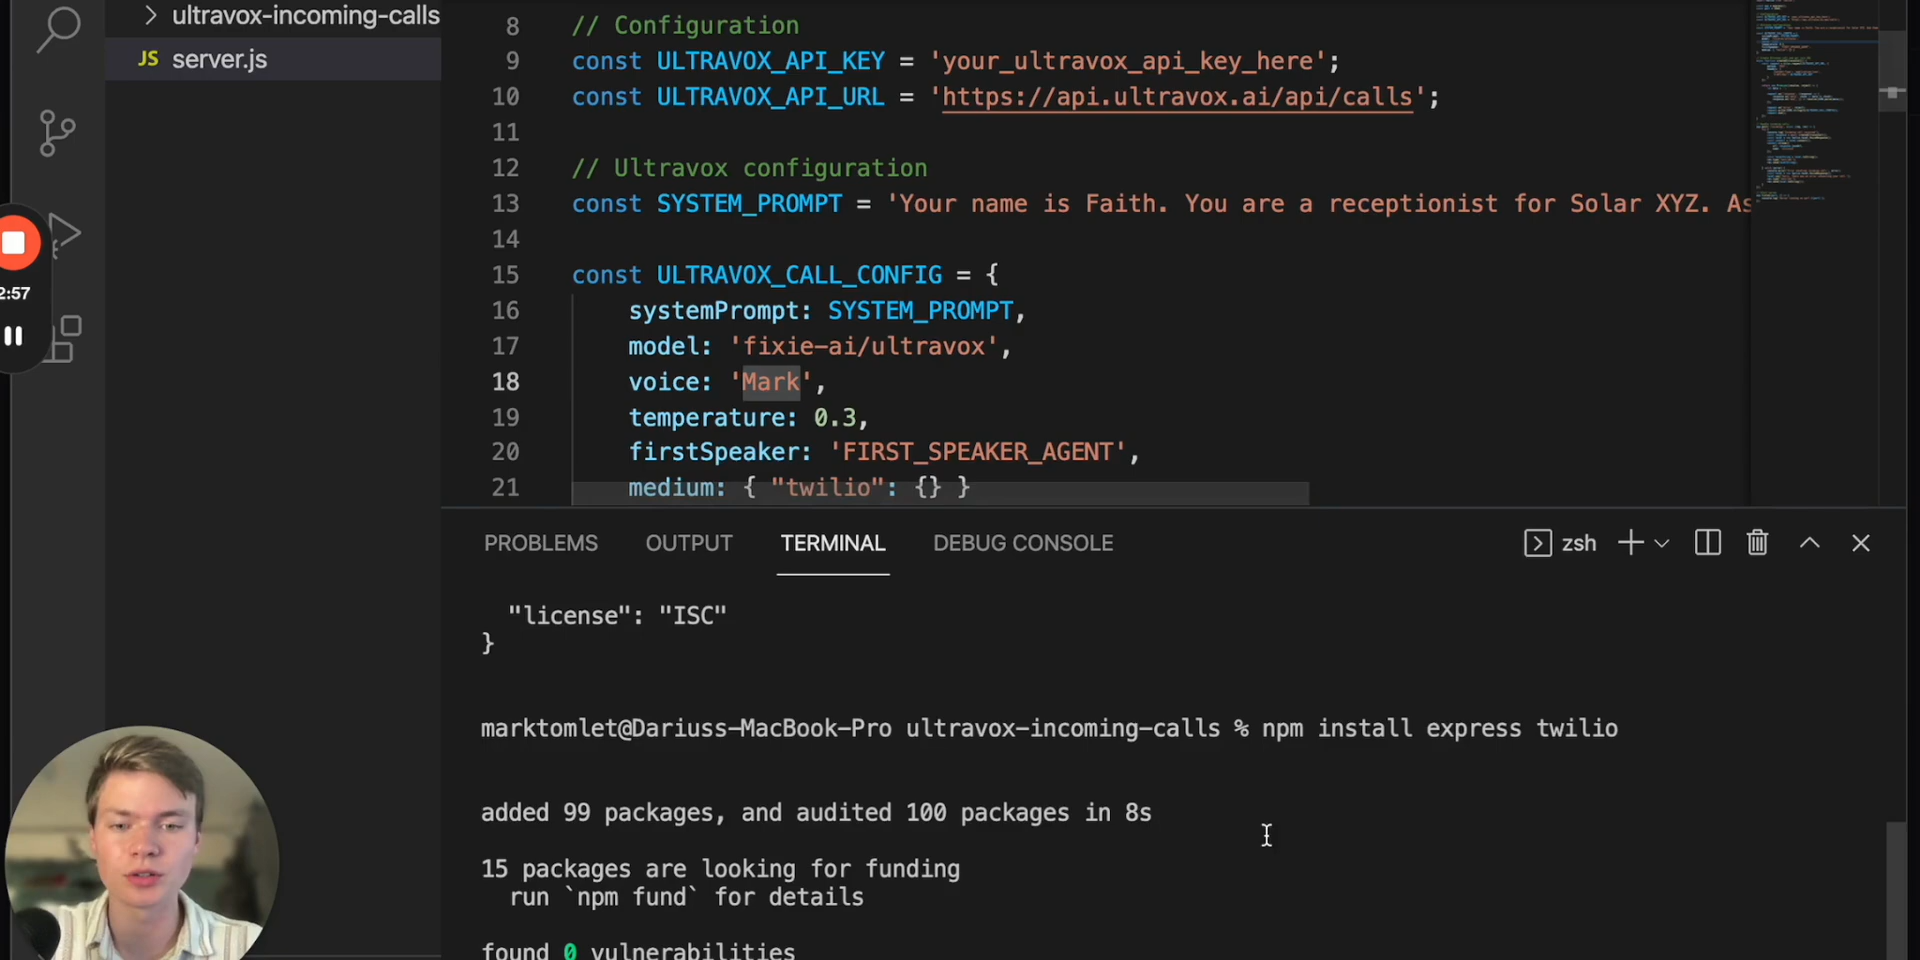 ultravox-incoming-calls
JS server.js
2:57
8 // Configuration
9 const ULTRAVOX_API_KEY = 'your_ultravox_api_key_here';
10 const ULTRAVOX_API_URL = 'https://api.ultravox.ai/api/calls';
11
12 // Ultravox configuration
13 const SYSTEM_PROMPT = 'Your name is Faith. You are a receptionist for Solar XYZ. As
14
15 const ULTRAVOX_CALL_CONFIG = {
16 systemPrompt: SYSTEM_PROMPT,
17 model: 'fixie-ai/ultravox',
18 voice: 'Mark',
19 temperature: 0.3,
20 firstSpeaker: 'FIRST_SPEAKER_AGENT',
21 medium: { "twilio": {} }
PROBLEMS OUTPUT TERMINAL DEBUG CONSOLE zsh
"license": "ISC"
}
marktomlet@Dariuss-MacBook-Pro ultravox-incoming-calls % npm install express twilio
added 99 packages, and audited 100 packages in 8s
15 packages are looking for funding
run `npm fund` for details
found 0 vulnerabilities